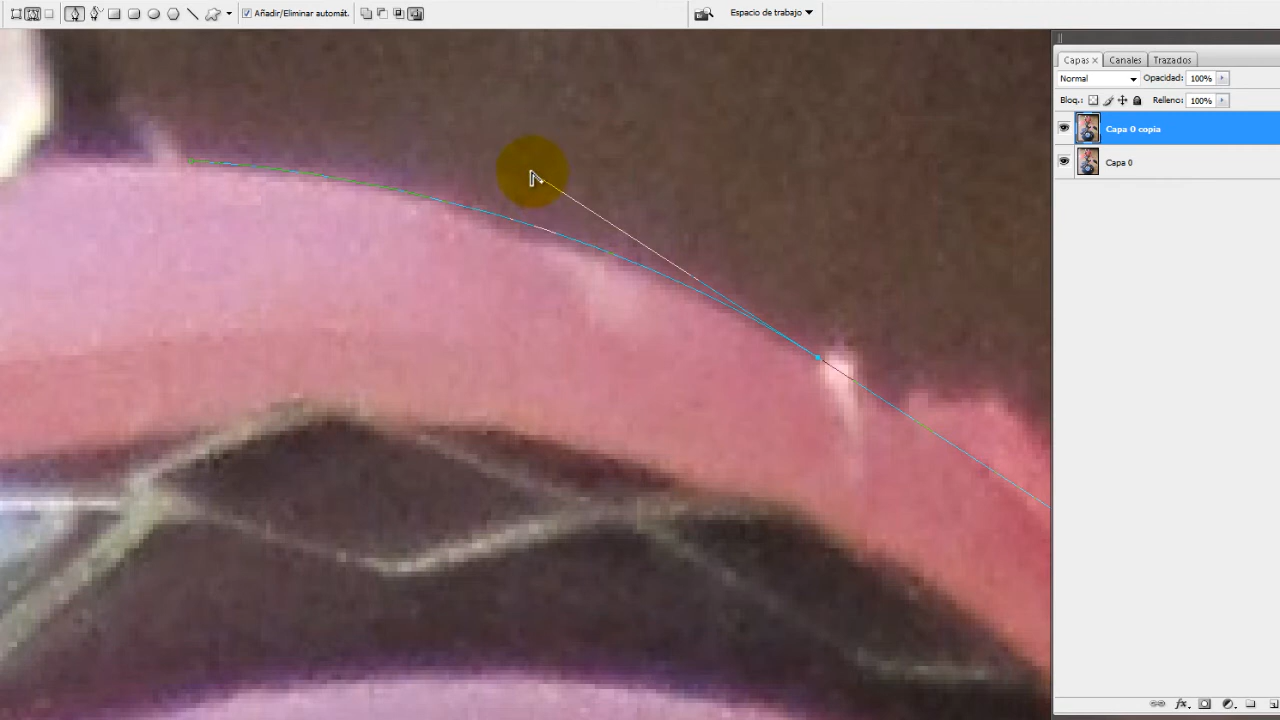 Añadir/Eliminar automát.
Espacio de trabajo
Capas x Canales Trazados
Normal Opacidad: 100%
Bloq.: Relleno: 100%
Capa 0 copia
Capa 0
fx